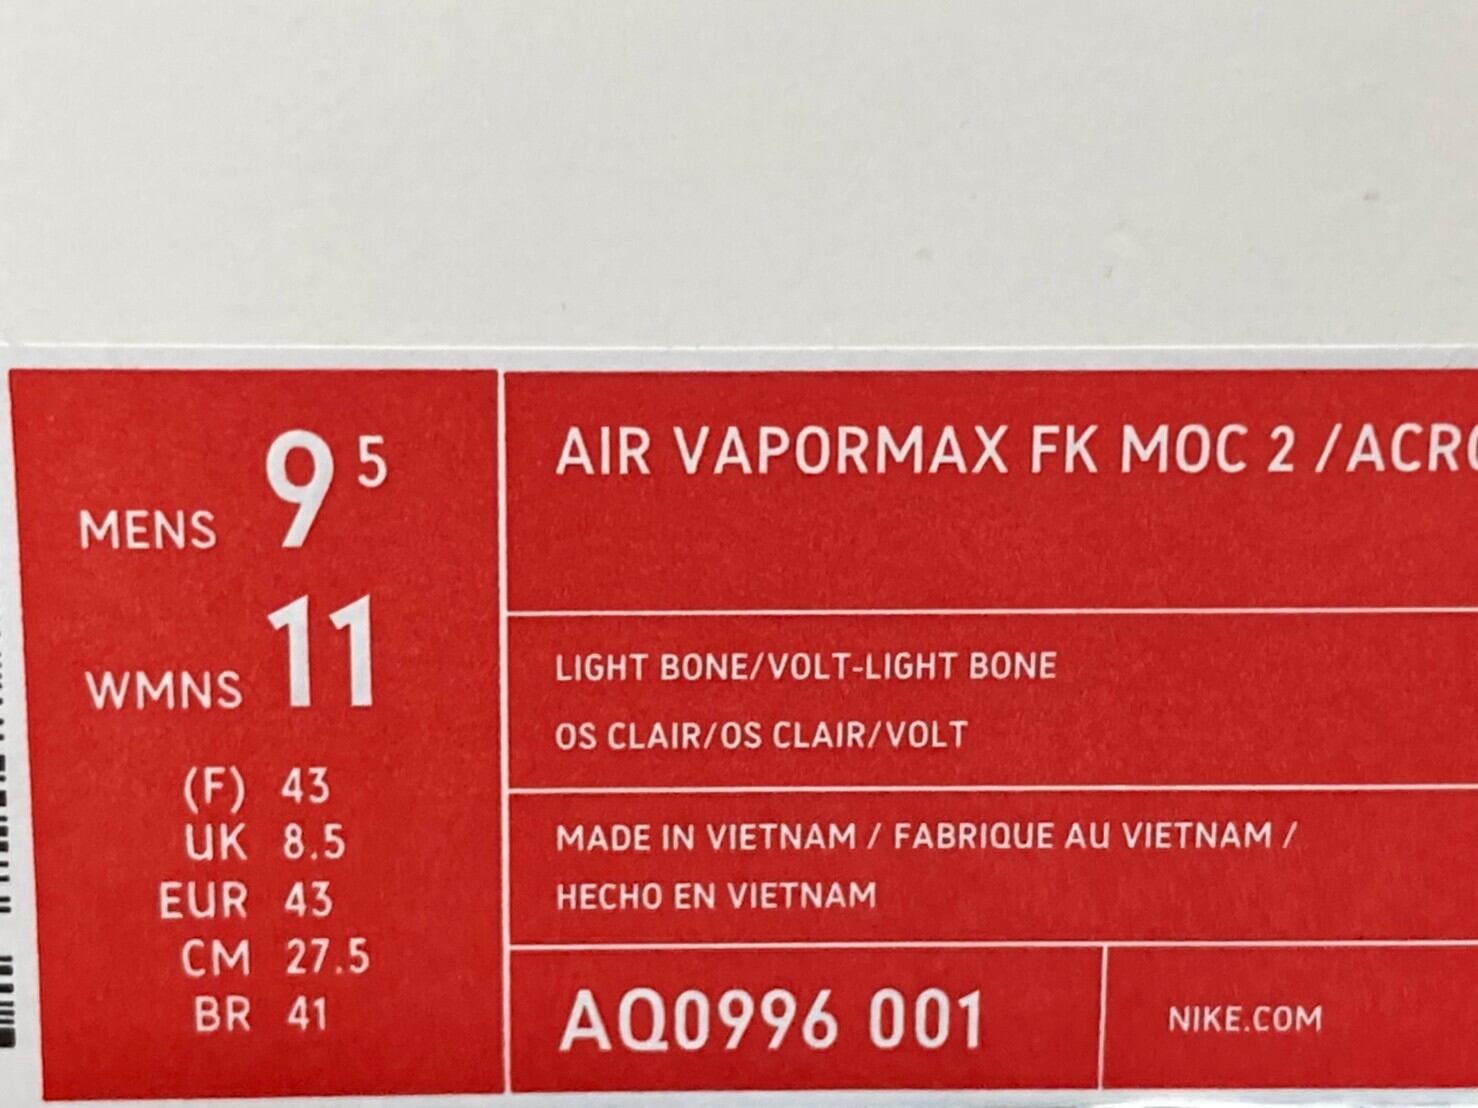 MENS 9 5
WMNS 11
(F) 43
UK 8.5
EUR 43
CM 27.5
BR 41
AIR VAPORMAX FK MOC 2 /ACR
LIGHT BONE/VOLT-LIGHT BONE
OS CLAIR/OS CLAIR/VOLT
MADE IN VIETNAM / FABRIQUE AU VIETNAM /
HECHO EN VIETNAM
AQ0996 001
NIKE.COM